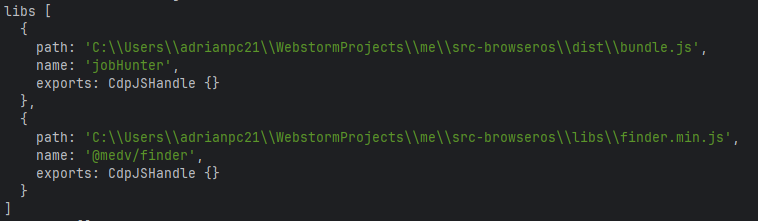 libs [
  {
    path: 'C:\\Users\\adrianpc21\\WebstormProjects\\me\\src-browseros\\dist\\bundle.js',
    name: 'jobHunter',
    exports: CdpJSHandle {}
  },
  {
    path: 'C:\\Users\\adrianpc21\\WebstormProjects\\me\\src-browseros\\libs\\finder.min.js',
    name: '@medv/finder',
    exports: CdpJSHandle {}
  }
]